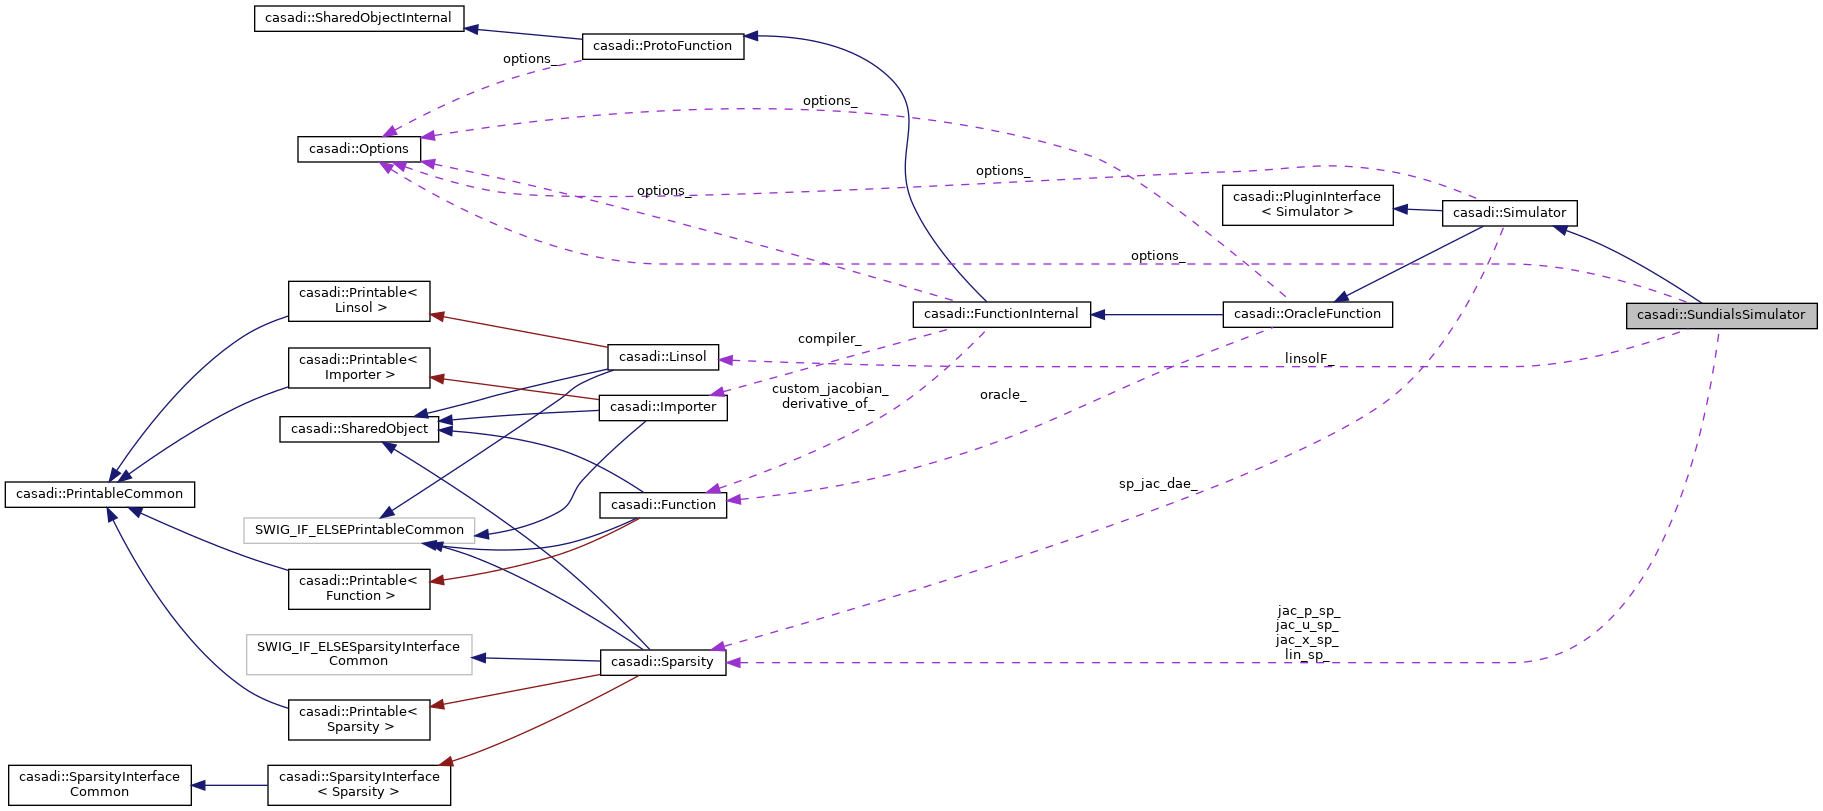 casadi::SharedObjectInternal
casadi::ProtoFunction
options_
options_
casadi::Options
options_
options_
casadi::PluginInterface
< Simulator >
casadi::Simulator
options_
casadi::Printable<
Linsol >
casadi::FunctionInternal
casadi::OracleFunction
casadi::SundialsSimulator
compiler_
casadi::Printable<
Importer >
casadi::Linsol
linsolF_
custom_jacobian_
derivative_of_
oracle_
casadi::Importer
casadi::SharedObject
sp_jac_dae_
casadi::PrintableCommon
casadi::Function
SWIG_IF_ELSEPrintableCommon
casadi::Printable<
Function >
jac_p_sp_
jac_u_sp_
jac_x_sp_
lin_sp_
SWIG_IF_ELSESparsityInterface
Common
casadi::Sparsity
casadi::Printable<
Sparsity >
casadi::SparsityInterface
Common
casadi::SparsityInterface
< Sparsity >